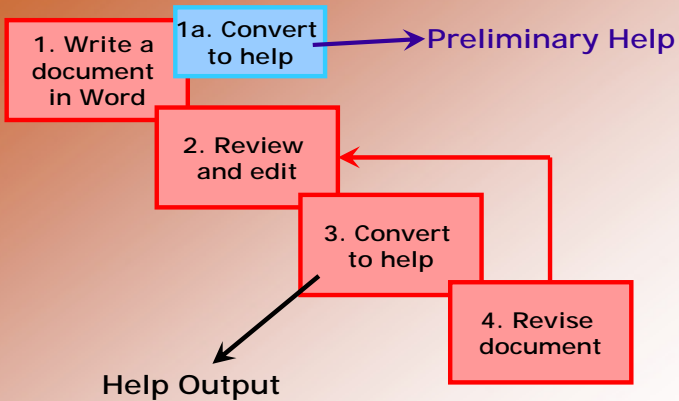 1. Write a
document
in Word
1a. Convert
to help
Preliminary Help
2. Review
and edit
3. Convert
to help
4. Revise
document
Help Output